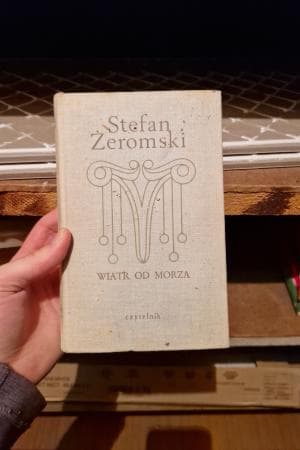 Stefan
Żeromski
WIATR OD MORZA
czytelnik